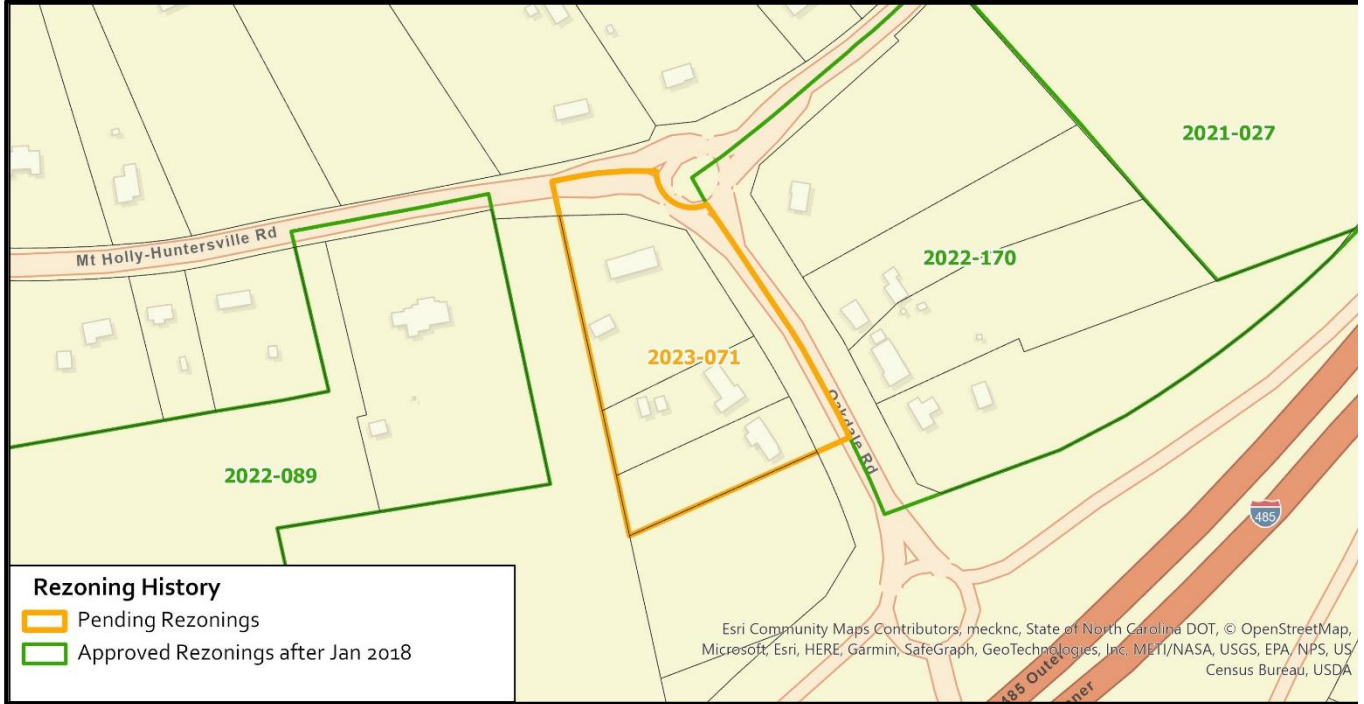 2021-027
Mt Holly-Huntersville Rd
2022-170
2023-071
Oakdale Rd
2022-089
485
Rezoning History
Pending Rezonings
Approved Rezonings after Jan 2018
Esri Community Maps Contributors, mecknc, State of North Carolina DOT, © OpenStreetMap,
Microsoft, Esri, HERE, Garmin, SafeGraph, GeoTechnologies, Inc, METI/NASA, USGS, EPA, NPS, US
Census Bureau, USDA
485 Outer